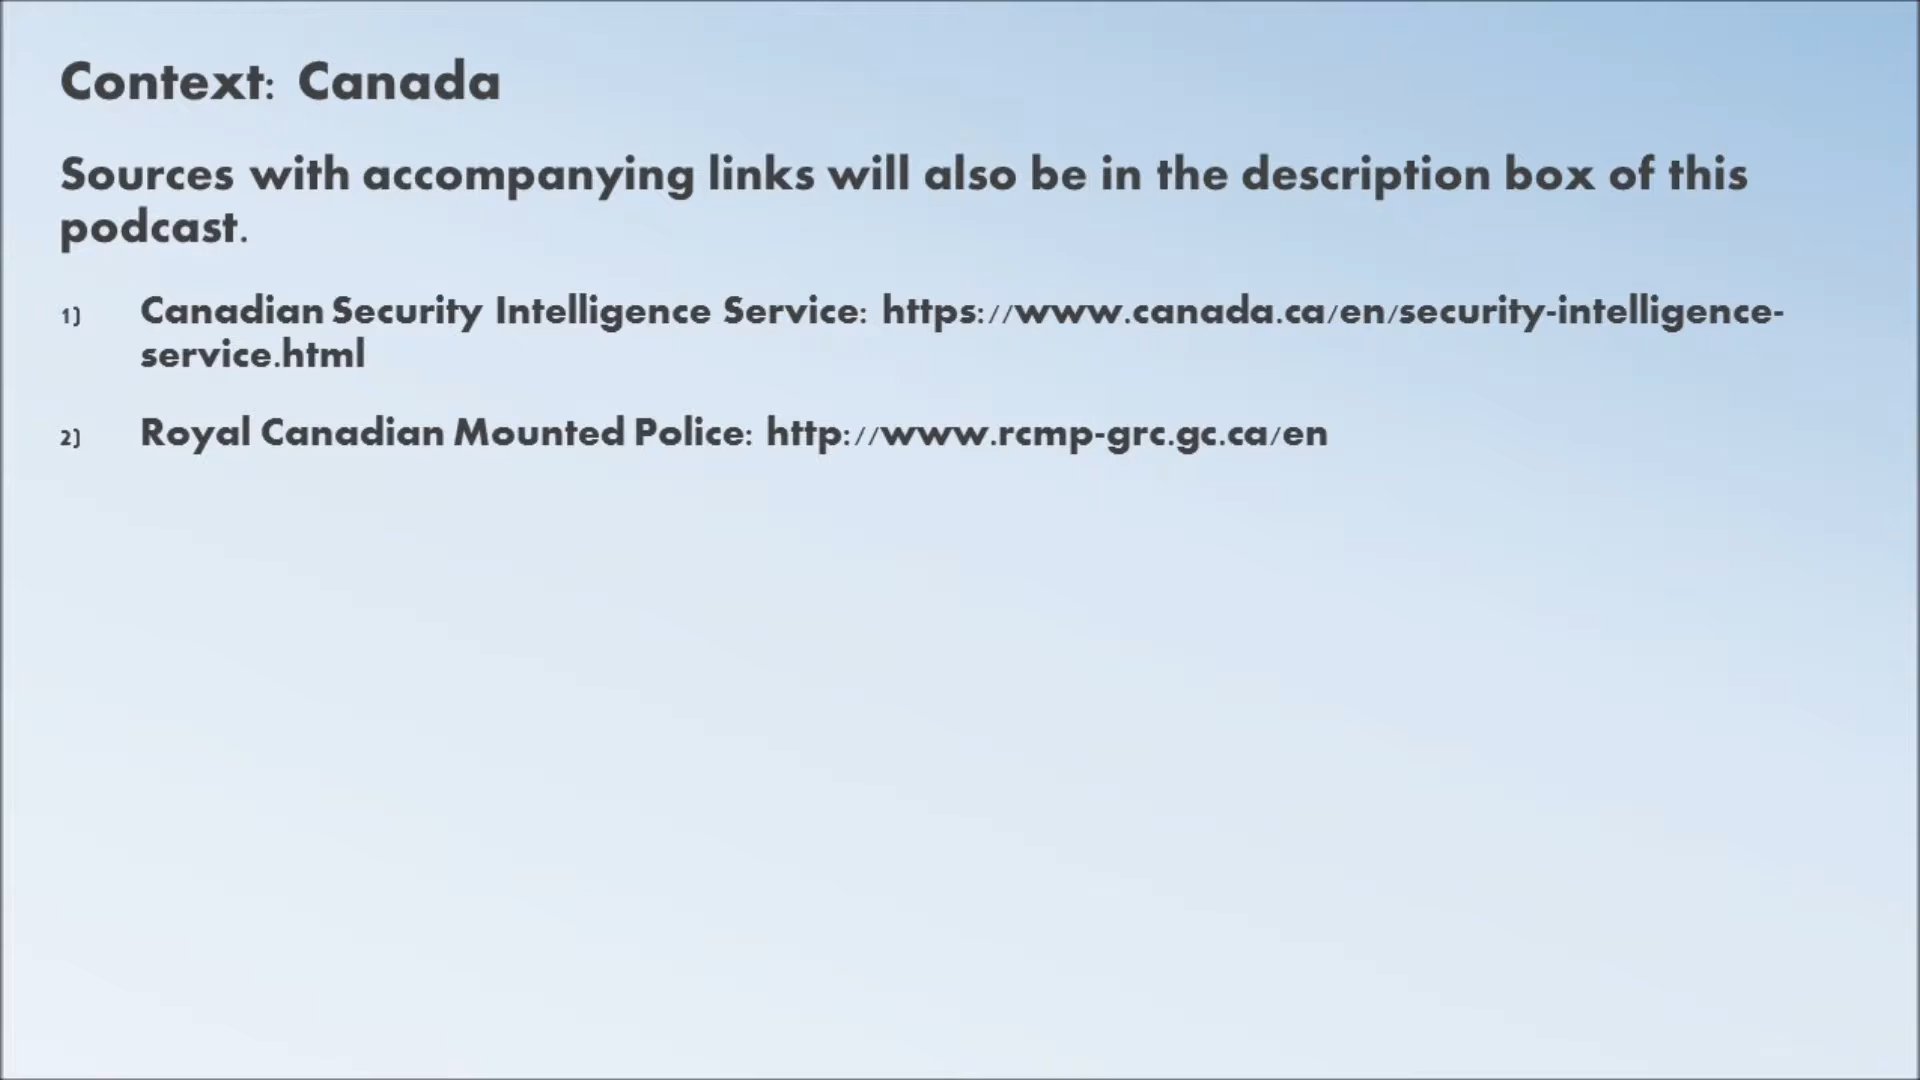 Context: Canada
Sources with accompanying links will also be in the description box of this
podcast.
1) Canadian Security Intelligence Service: https://www.canada.ca/en/security-intelligence-
service.html
2) Royal Canadian Mounted Police: http://www.rcmp-grc.gc.ca/en